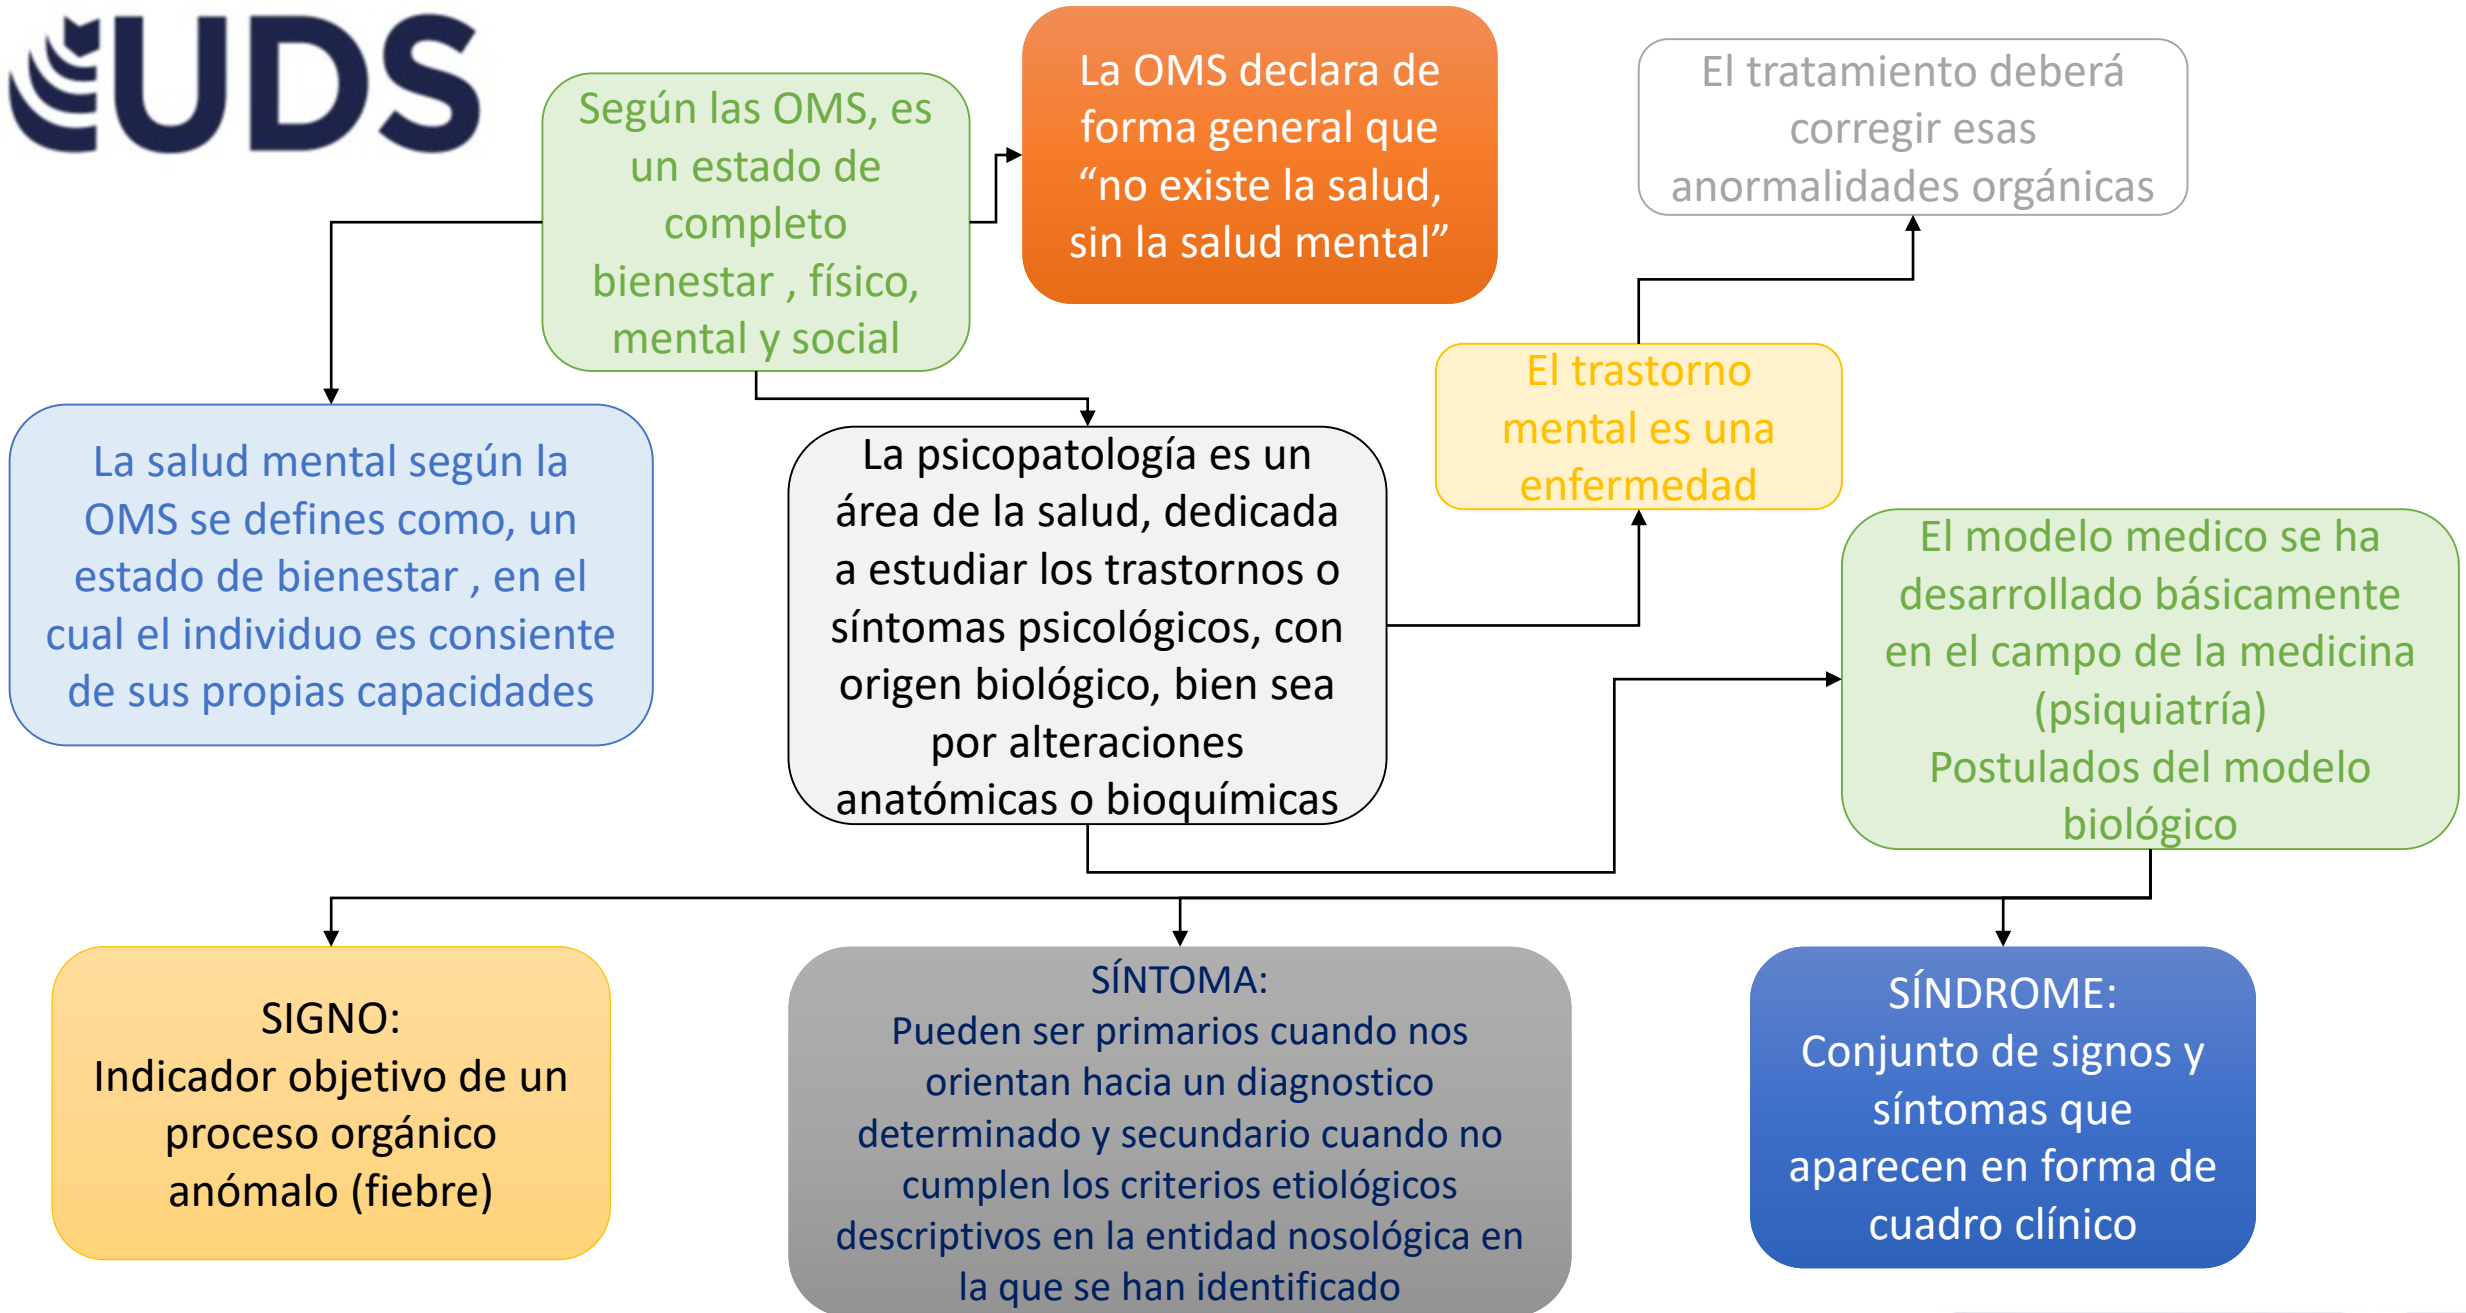 UDS
Según las OMS, es
un estado de
completo
bienestar , físico,
mental y social
La OMS declara de
forma general que
“no existe la salud,
sin la salud mental”
El tratamiento deberá
corregir esas
anormalidades orgánicas
El trastorno
mental es una
enfermedad
La salud mental según la
OMS se defines como, un
estado de bienestar , en el
cual el individuo es consiente
de sus propias capacidades
La psicopatología es un
área de la salud, dedicada
a estudiar los trastornos o
síntomas psicológicos, con
origen biológico, bien sea
por alteraciones
anatómicas o bioquímicas
El modelo medico se ha
desarrollado básicamente
en el campo de la medicina
(psiquiatría)
Postulados del modelo
biológico
SIGNO:
Indicador objetivo de un
proceso orgánico
anómalo (fiebre)
SÍNTOMA:
Pueden ser primarios cuando nos
orientan hacia un diagnostico
determinado y secundario cuando no
cumplen los criterios etiológicos
descriptivos en la entidad nosológica en
la que se han identificado
SÍNDROME:
Conjunto de signos y
síntomas que
aparecen en forma de
cuadro clínico